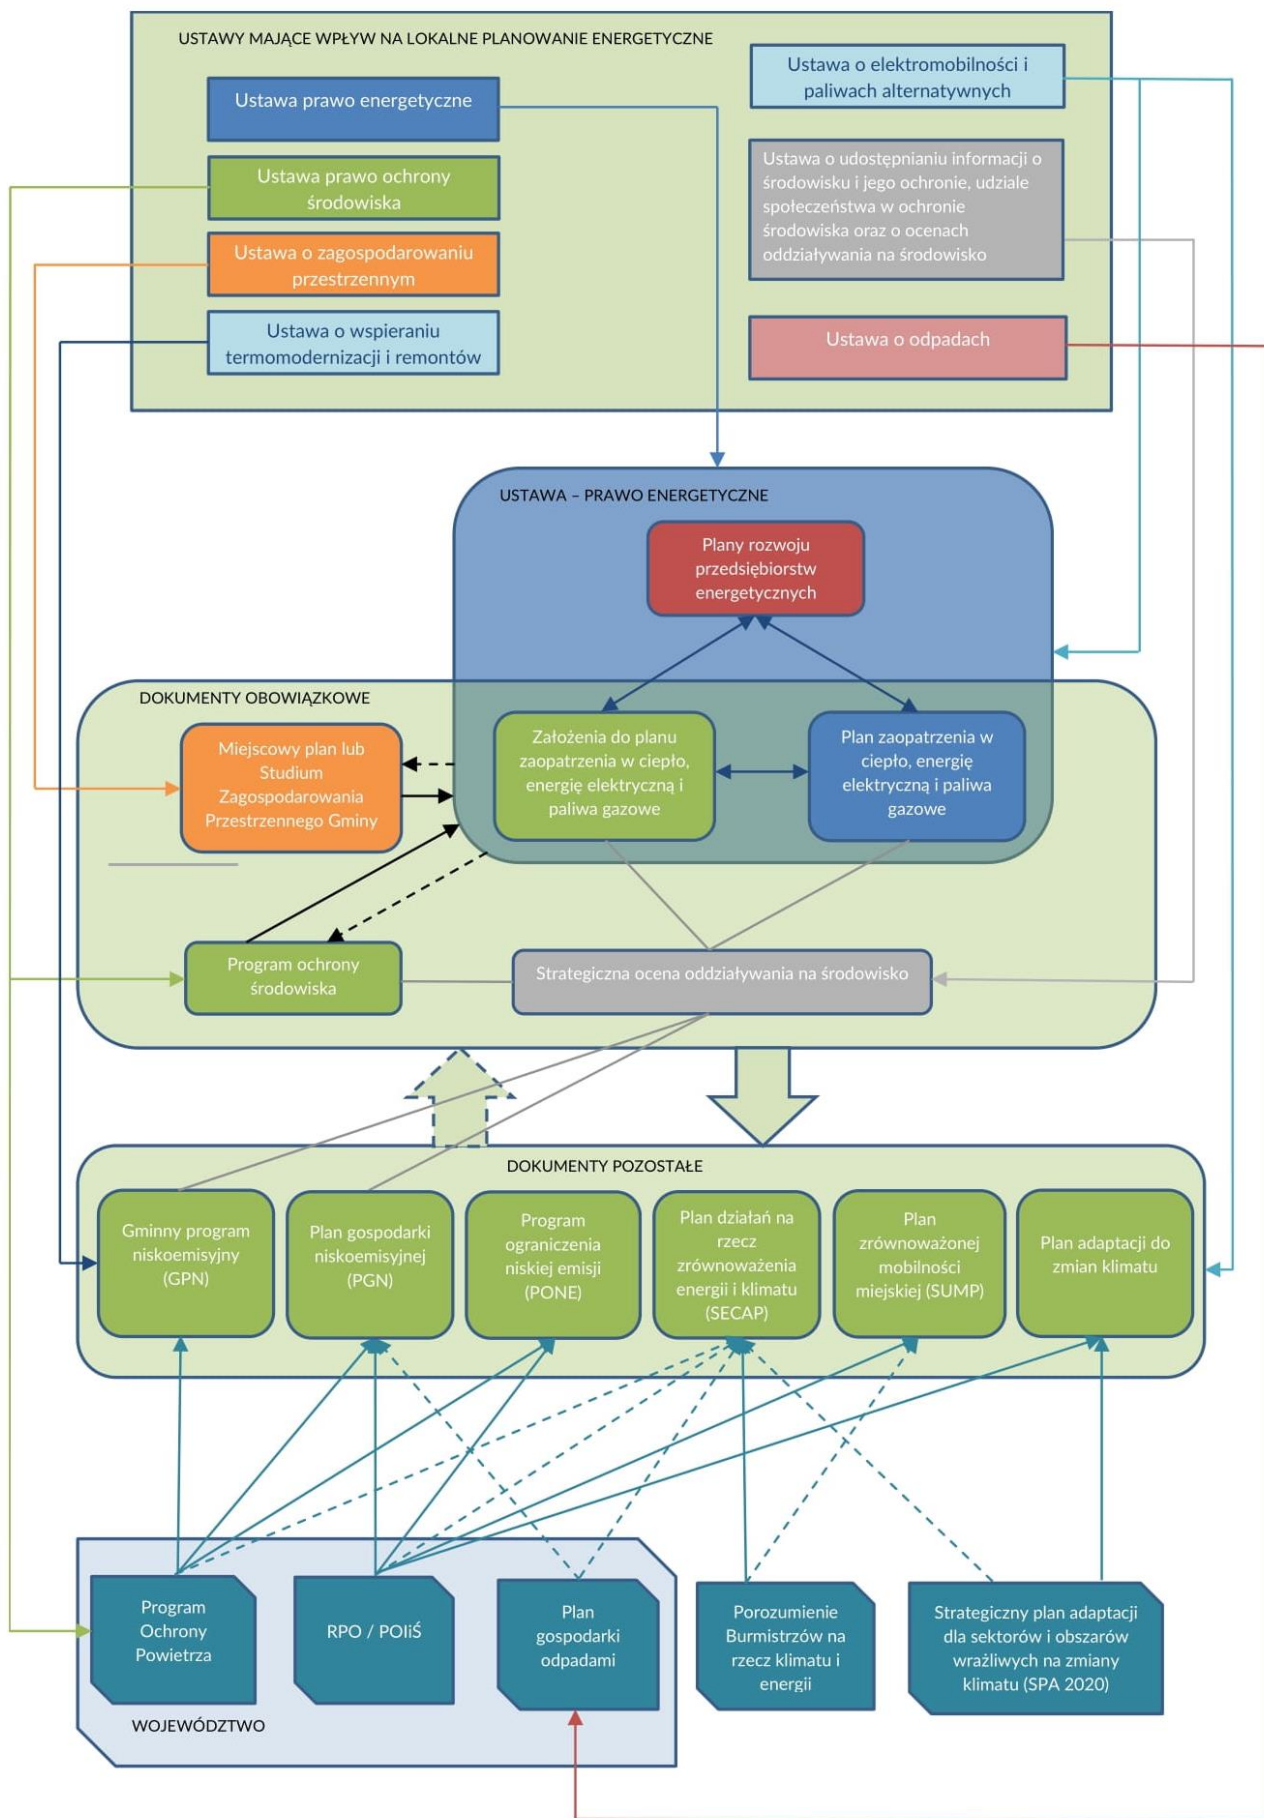 USTAWY MAJĄCE WPŁYW NA LOKALNE PLANOWANIE ENERGETYCZNE
Ustawa prawo energetyczne
Ustawa prawo ochrony
środowiska
Ustawa o zagospodarowaniu
przestrzennym
Ustawa o wspieraniu
termomodernizacji i remontów
Ustawa o elektromobilności i
paliwach alternatywnych
Ustawa o udostępnianiu informacji o
środowisku i jego ochronie, udziale
społeczeństwa w ochronie
środowiska oraz o ocenach
oddziaływania na środowisko
Ustawa o odpadach
USTAWA – PRAWO ENERGETYCZNE
Plany rozwoju
przedsiębiorstw
energetycznych
DOKUMENTY OBOWIĄZKOWE
Miejscowy plan lub
Studium
Zagospodarowania
Przestrzennego Gminy
Założenia do planu
zaopatrzenia w ciepło,
energię elektryczną i
paliwa gazowe
Plan zaopatrzenia w
ciepło, energię
elektryczną i paliwa
gazowe
Program ochrony
środowiska
Strategiczna ocena oddziaływania na środowisko
DOKUMENTY POZOSTAŁE
Gminny program
niskoemisyjny
(GPN)
Plan gospodarki
niskoemisyjnej
(PGN)
Program
ograniczenia
niskiej emisji
(PONE)
Plan działań na
rzecz
zrównoważenia
energii i klimatu
(SECAP)
Plan
zrównoważonej
mobilności
miejskiej (SUMP)
Plan adaptacji do
zmian klimatu
Program
Ochrony
Powietrza
RPO / POIiŚ
Plan
gospodarki
odpadami
Porozumienie
Burmistrzów na
rzecz klimatu i
energii
Strategiczny plan adaptacji
dla sektorów i obszarów
wrażliwych na zmiany
klimatu (SPA 2020)
WOJEWÓDZTWO